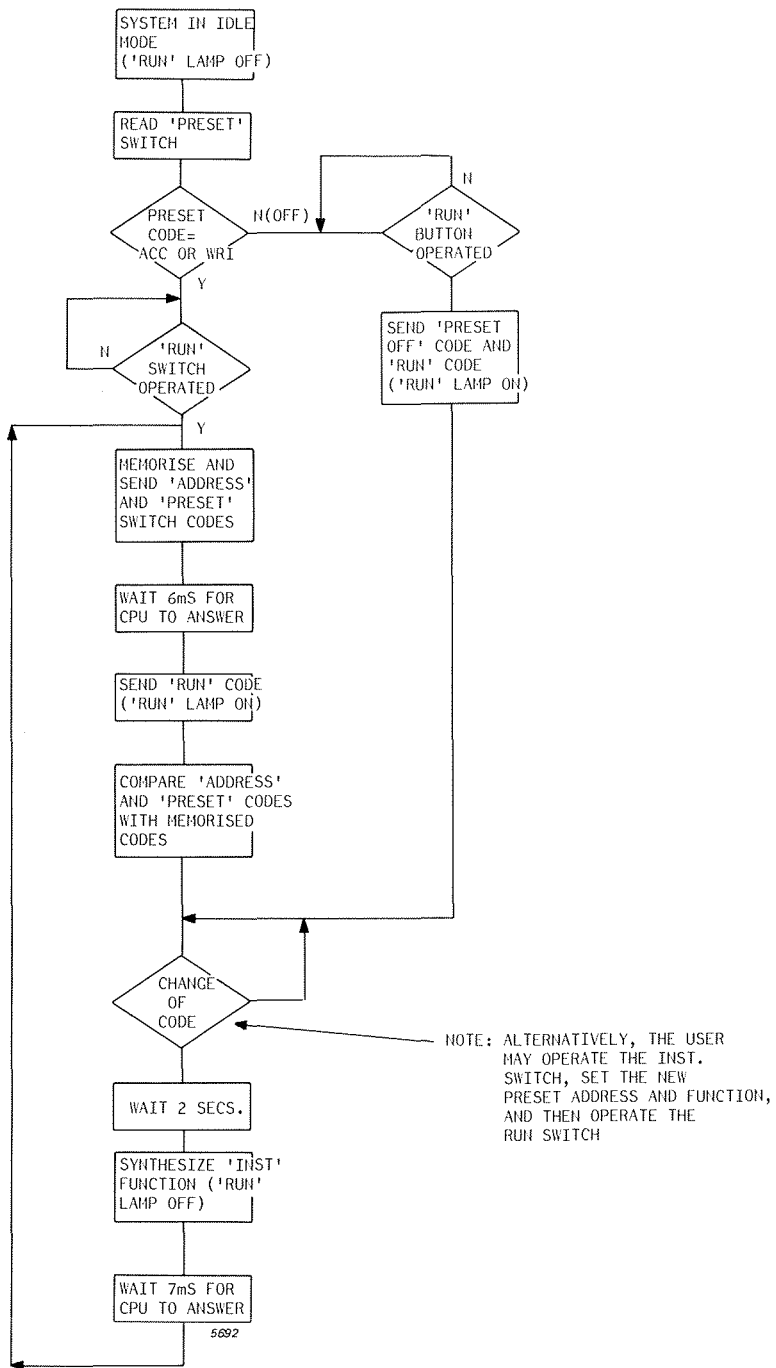 SYSTEM IN IDLE
MODE
('RUN' LAMP OFF)
READ 'PRESET'
SWITCH
PRESET
CODE=
ACC OR WRI
N(OFF)
Y
N
'RUN'
BUTTON
OPERATED
SEND 'PRESET
OFF' CODE AND
'RUN' CODE
('RUN' LAMP ON)
N
'RUN'
SWITCH
OPERATED
Y
MEMORISE AND
SEND 'ADDRESS'
AND 'PRESET'
SWITCH CODES
WAIT 6mS FOR
CPU TO ANSWER
SEND 'RUN' CODE
('RUN' LAMP ON)
COMPARE 'ADDRESS'
AND 'PRESET' CODES
WITH MEMORISED
CODES
CHANGE
OF
CODE
NOTE: ALTERNATIVELY, THE USER
MAY OPERATE THE INST.
SWITCH, SET THE NEW
PRESET ADDRESS AND FUNCTION,
AND THEN OPERATE THE
RUN SWITCH
WAIT 2 SECS.
SYNTHESIZE 'INST'
FUNCTION ('RUN'
LAMP OFF)
WAIT 7mS FOR
CPU TO ANSWER
5692